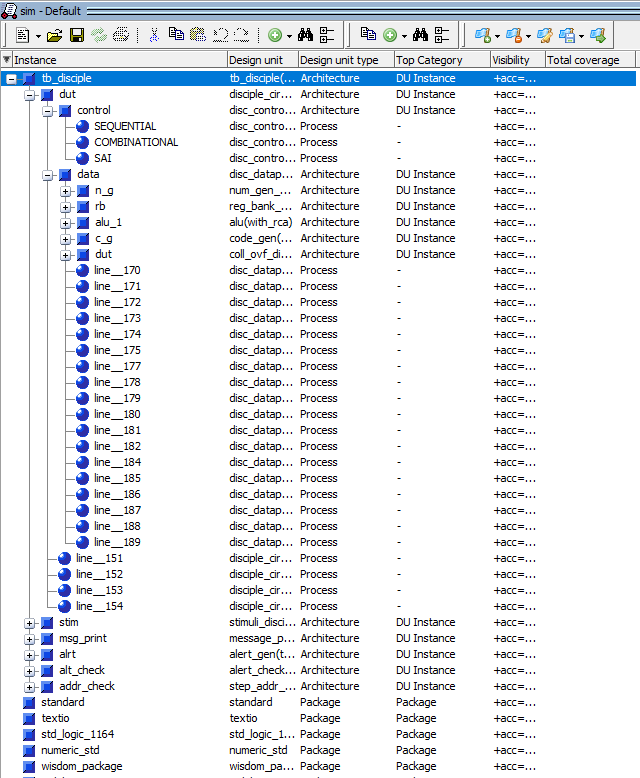 sim - Default
Instance Design unit Design unit type Top Category Visibility Total coverage
tb_disciple tb_disciple(... Architecture DU Instance +acc=...
dut disciple_cir... Architecture DU Instance +acc=...
control disc_contro... Architecture DU Instance +acc=...
SEQUENTIAL disc_contro... Process - +acc=...
COMBINATIONAL disc_contro... Process - +acc=...
SAI disc_contro... Process - +acc=...
data disc_datap... Architecture DU Instance +acc=...
n_g num_gen_... Architecture DU Instance +acc=...
rb reg_bank_... Architecture DU Instance +acc=...
alu_1 alu(with_rca) Architecture DU Instance +acc=...
c_g code_gen(... Architecture DU Instance +acc=...
dut coll_ovf_di... Architecture DU Instance +acc=...
line__170 disc_datap... Process - +acc=...
line__171 disc_datap... Process - +acc=...
line__172 disc_datap... Process - +acc=...
line__173 disc_datap... Process - +acc=...
line__174 disc_datap... Process - +acc=...
line__175 disc_datap... Process - +acc=...
line__177 disc_datap... Process - +acc=...
line__178 disc_datap... Process - +acc=...
line__179 disc_datap... Process - +acc=...
line__180 disc_datap... Process - +acc=...
line__181 disc_datap... Process - +acc=...
line__182 disc_datap... Process - +acc=...
line__184 disc_datap... Process - +acc=...
line__185 disc_datap... Process - +acc=...
line__186 disc_datap... Process - +acc=...
line__187 disc_datap... Process - +acc=...
line__188 disc_datap... Process - +acc=...
line__189 disc_datap... Process - +acc=...
line__151 disciple_cir... Process - +acc=...
line__152 disciple_cir... Process - +acc=...
line__153 disciple_cir... Process - +acc=...
line__154 disciple_cir... Process - +acc=...
stim stimuli_disci... Architecture DU Instance +acc=...
msg_print message_p... Architecture DU Instance +acc=...
alrt alert_gen(t... Architecture DU Instance +acc=...
alt_check alert_check... Architecture DU Instance +acc=...
addr_check step_addr_... Architecture DU Instance +acc=...
standard standard Package Package +acc=...
textio textio Package Package +acc=...
std_logic_1164 std_logic_1... Package Package +acc=...
numeric_std numeric_std Package Package +acc=...
wisdom_package wisdom_pa... Package Package +acc=...